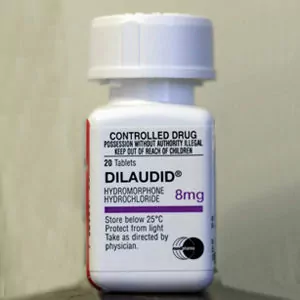 CONTROLLED DRUG
POSSESSION WITHOUT AUTHORITY ILLEGAL
KEEP OUT OF REACH OF CHILDREN
20 Tablets
DILAUDID®
HYDROMORPHONE
HYDROCHLORIDE 8mg
Store below 25°C
Protect from light
Take as directed by
physician.